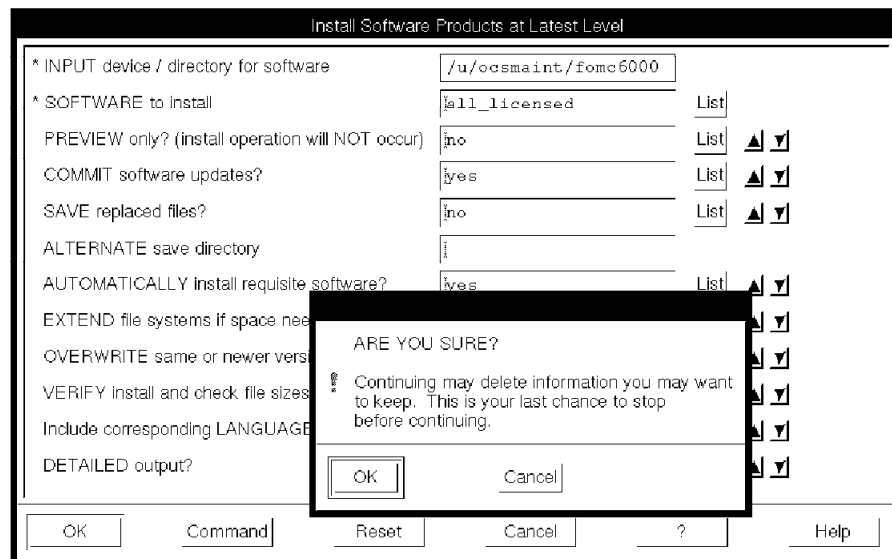 Install Software Products at Latest Level
* INPUT device / directory for software /u/ocsmaint/fomc6000
* SOFTWARE to install all_licensed List
PREVIEW only? (install operation will NOT occur) no List
COMMIT software updates? yes List
SAVE replaced files? no List
ALTERNATE save directory
AUTOMATICALLY install requisite software? yes List
EXTEND file systems if space
OVERWRITE same or newer
VERIFY install and check file sizes
Include corresponding LANGUAGE
DETAILED output?
ARE YOU SURE?
Continuing may delete information you may want
to keep. This is your last chance to stop
before continuing.
OK Cancel
OK Command Reset Cancel ? Help